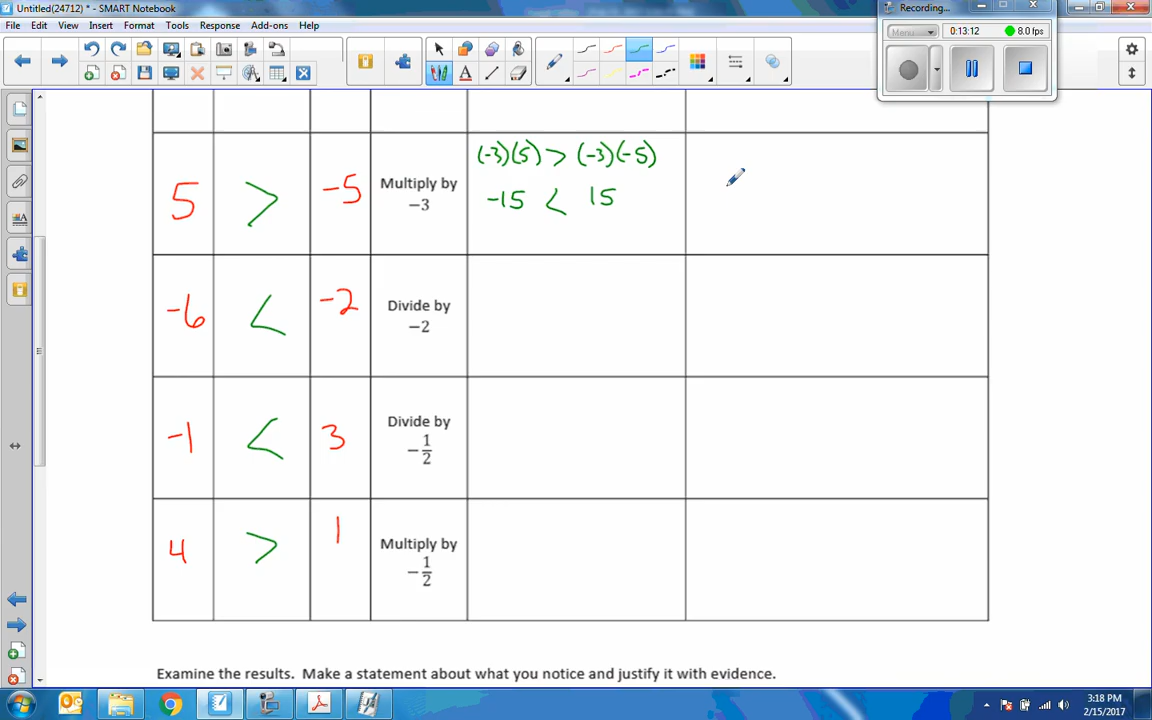 Untitled(24712) * - SMART Notebook
Recording...
File Edit View Insert Format Tools Response Add-ons Help
Menu
0:13:12
8.0 fps
5 > -5 Multiply by −3 (-3)(5) > (-3)(-5)
-15 < 15
-6 < -2 Divide by −2
-1 < 3 Divide by −1/2
4 > 1 Multiply by −1/2
Examine the results. Make a statement about what you notice and justify it with evidence.
3:18 PM
2/15/2017